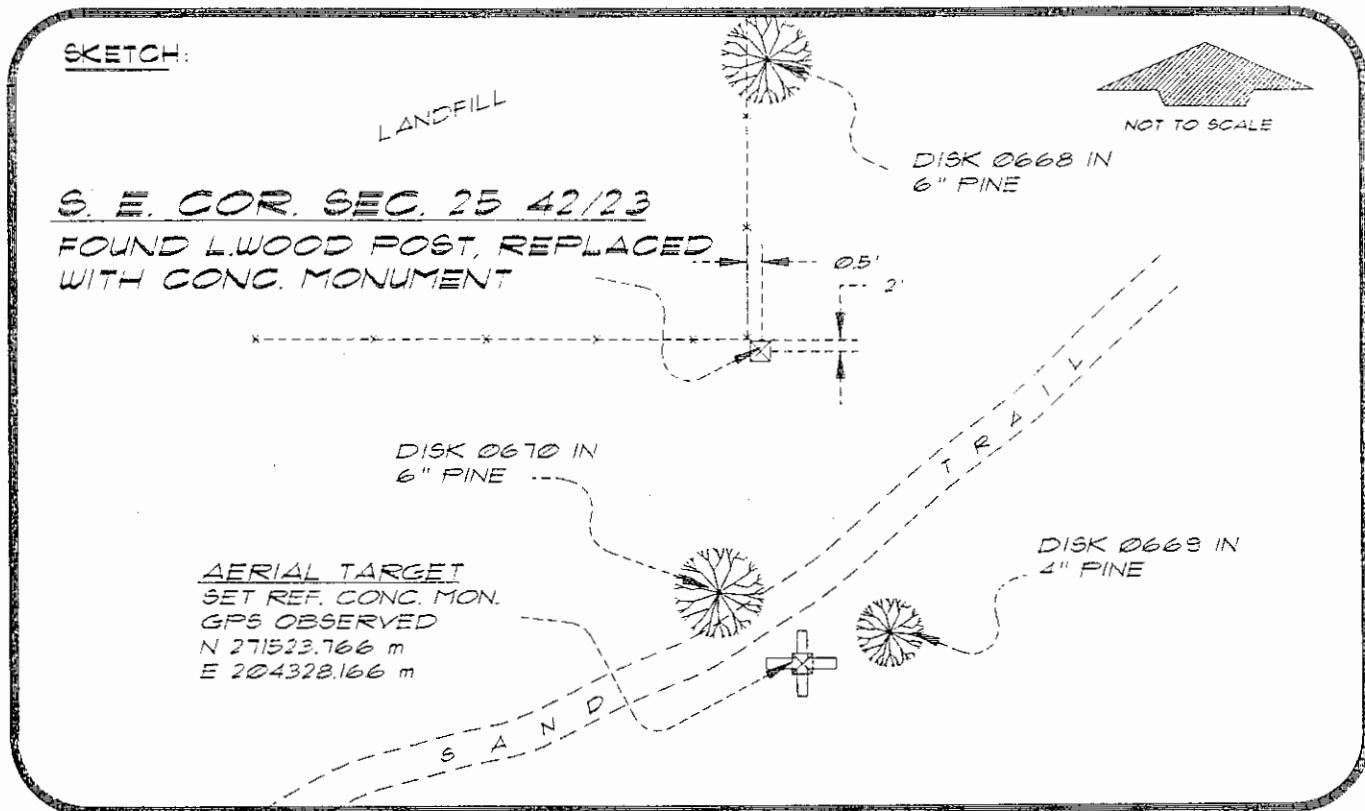 SKETCH:
LANDFILL
NOT TO SCALE
DISK 0668 IN
6" PINE
S. E. COR. SEC. 25 42/23
FOUND L.WOOD POST, REPLACED
WITH CONC. MONUMENT
0.5'
2'
DISK 0670 IN
6" PINE
DISK 0669 IN
4" PINE
AERIAL TARGET
SET REF. CONC. MON.
GPS OBSERVED
N 271523.766 m
E 204328.166 m
SAND TRAIL